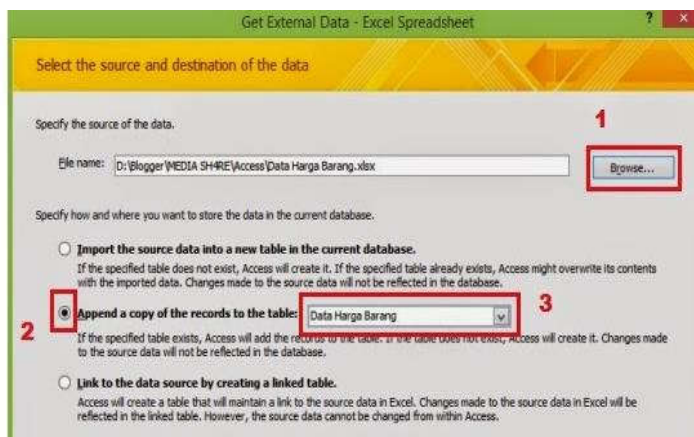 Get External Data - Excel Spreadsheet
? x
Select the source and destination of the data
1
Specify the source of the data.
File name: D:\Blogger\MEDIA SH4RE\Access\Data Harga Barang.xlsx Browse...
Specify how and where you want to store the data in the current database.
Import the source data into a new table in the current database.
If the specified table does not exist, Access will create it. If the specified table already exists, Access might overwrite its contents
with the imported data. Changes made to the source data will not be reflected in the database.
2 Append a copy of the records to the table: Data Harga Barang 3
If the specified table exists, Access will add the records to the table. If the table does not exist, Access will create it. Changes made
to the source data will not be reflected in the database.
Link to the data source by creating a linked table.
Access will create a table that will maintain a link to the source data in Excel. Changes made to the source data in Excel will be
reflected in the linked table. However, the source data cannot be changed from within Access.